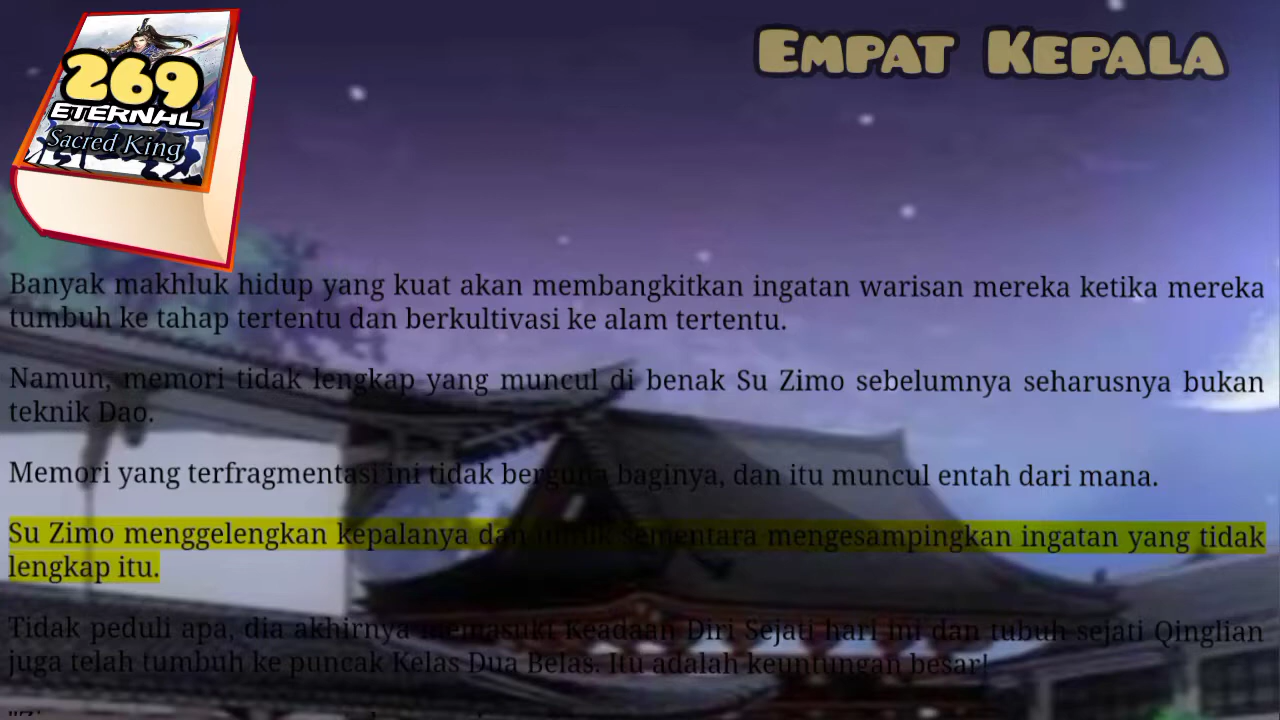 269
ETERNAL
Sacred King
EMPAT KEPALA
Banyak makhluk hidup yang kuat akan membangkitkan ingatan warisan mereka ketika mereka
tumbuh ke tahap tertentu dan berkultivasi ke alam tertentu.
Namun, memori tidak lengkap yang muncul di benak Su Zimo sebelumnya seharusnya bukan
teknik Dao.
Memori yang terfragmentasi ini tidak berguna baginya, dan itu muncul entah dari mana.
Su Zimo menggelengkan kepalanya dan untuk sementara mengesampingkan ingatan yang tidak
lengkap itu.
Tidak peduli apa, dia akhirnya memasuki Keadaan Diri Sejati hari ini dan tubuh sejati Qinglian
juga telah tumbuh ke puncak Kelas Dua Belas. Itu adalah keuntungan besar!